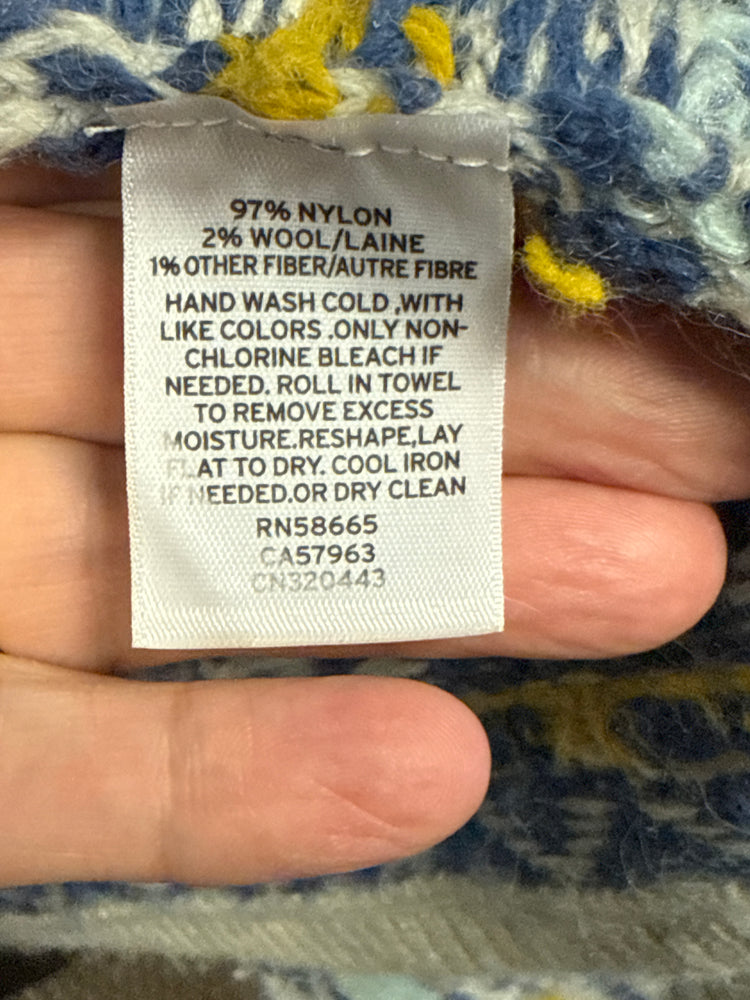 97% NYLON
2% WOOL/LAINE
1% OTHER FIBER/AUTRE FIBRE
HAND WASH COLD ,WITH
LIKE COLORS .ONLY NON-
CHLORINE BLEACH IF
NEEDED. ROLL IN TOWEL
TO REMOVE EXCESS
MOISTURE.RESHAPE,LAY
FLAT TO DRY. COOL IRON
IF NEEDED.OR DRY CLEAN
RN58665
CA57963
CN320443